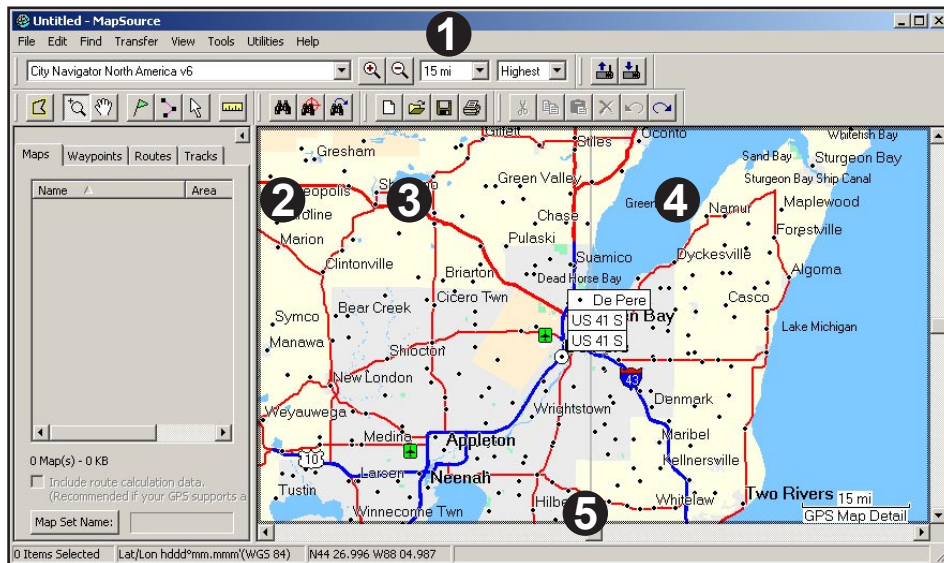 Untitled - MapSource
1
File Edit Find Transfer View Tools Utilities Help
City Navigator North America v6 15 mi Highest
Maps Waypoints Routes Tracks
Name Area
0 Map(s) - 0 KB
Include route calculation data.
(Recommended if your GPS supports a
Map Set Name:
Gillett
Stiles
Oconto
Whitefish Bay
Gresham
Sand Bay
Sturgeon Bay
Green Valley
Sturgeon Bay Ship Canal
2
3
Green
4
Namur
Maplewood
Chase
Marion
Pulaski
Forestville
Clintonville
Suamico
Dyckesville
Briarton
Dead Horse Bay
Algoma
Cicero Twn
De Pere
Casco
Bear Creek
US 41 S
Bay
Symco
US 41 S
Lake Michigan
Manawa
Shiocton
New London
43
Denmark
Weyauwega
Wrightstown
Medina
Appleton
Maribel
10
Larsen
Kellnersville
Tustin
Neenah
Hilbe
5
Whitelaw
Two Rivers
15 mi
Winneconne Twn
GPS Map Detail
0 Items Selected Lat/Lon hddd°mm.mmm'(WGS 84) N44 26.996 W88 04.987